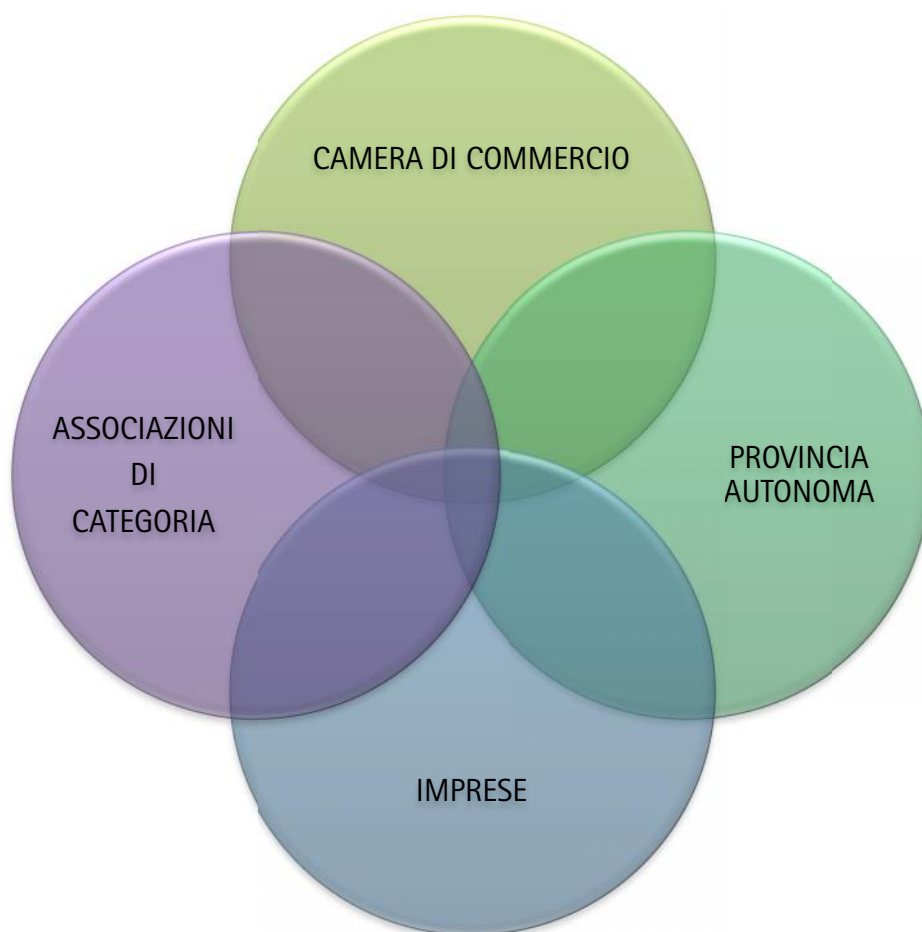 CAMERA DI COMMERCIO
ASSOCIAZIONI
DI
CATEGORIA
PROVINCIA
AUTONOMA
IMPRESE